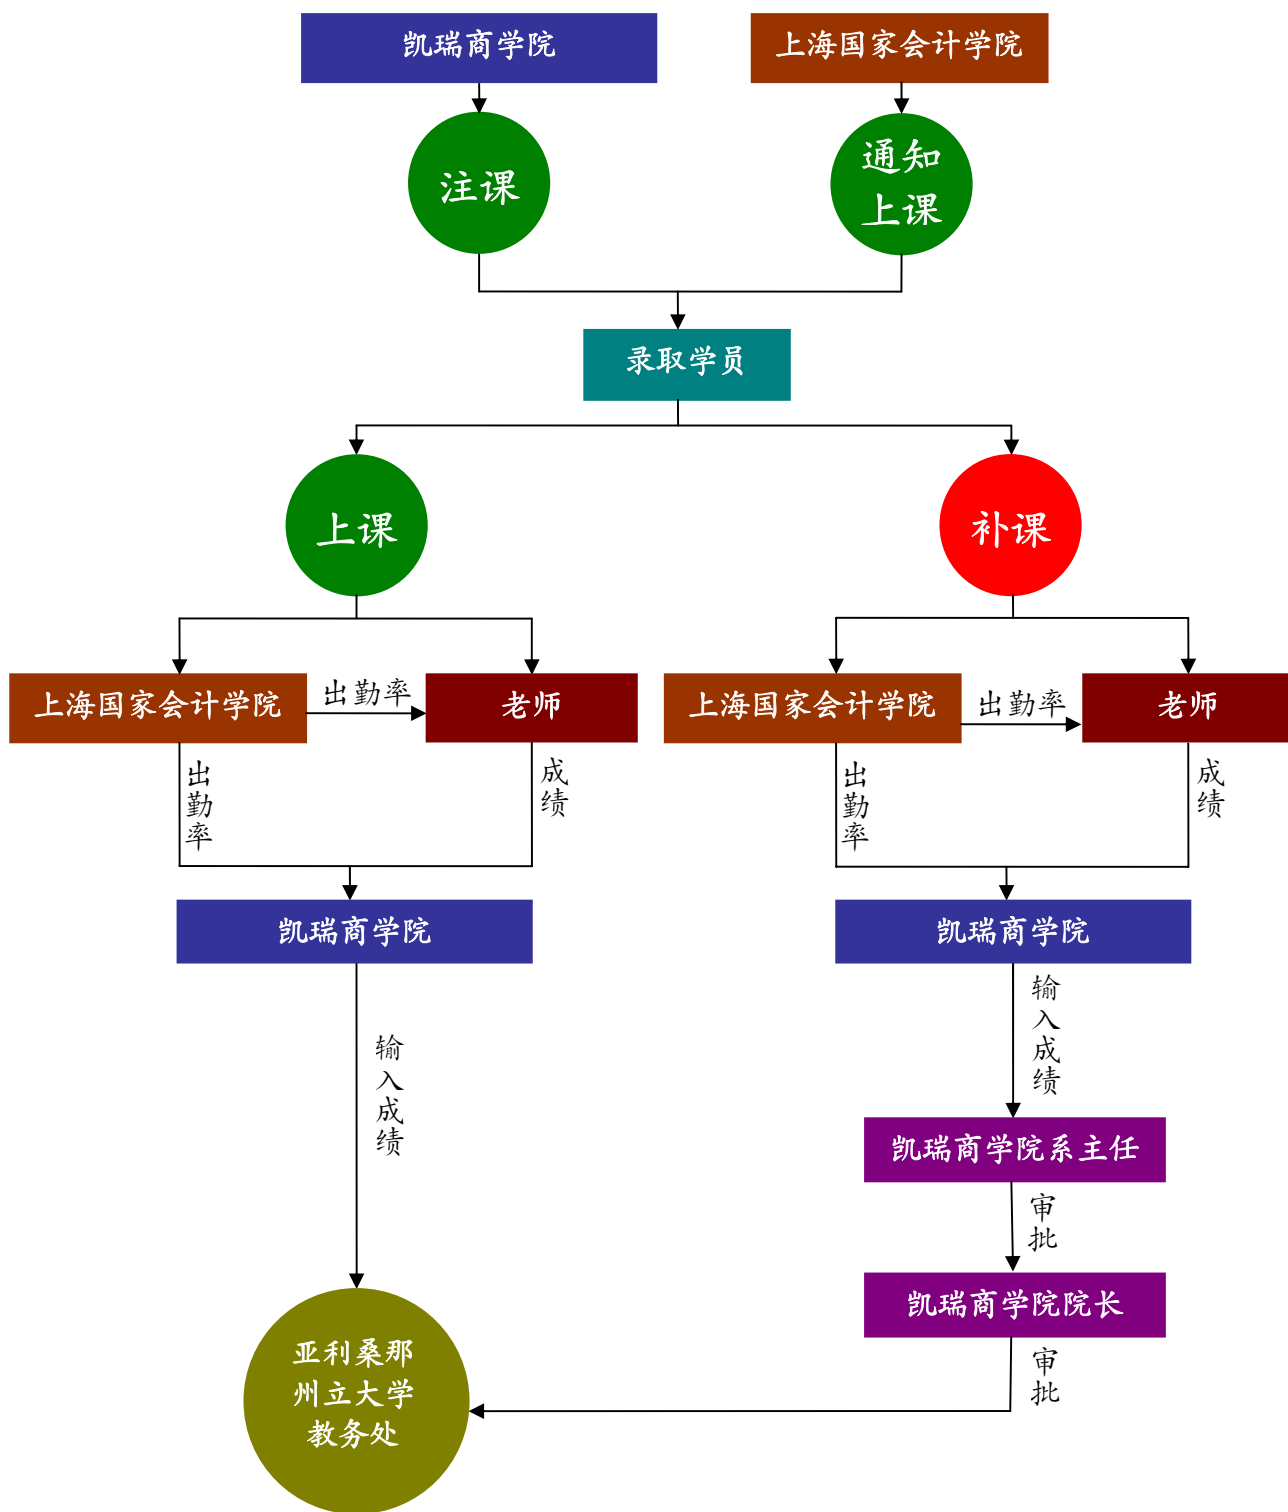 凯瑞商学院
上海国家会计学院
注课
通知
上课
录取学员
上课
补课
上海国家会计学院
出勤率
老师
上海国家会计学院
出勤率
老师
出勤率
成绩
出勤率
成绩
凯瑞商学院
凯瑞商学院
输入成绩
输入成绩
凯瑞商学院系主任
审批
凯瑞商学院院长
审批
亚利桑那
州立大学
教务处